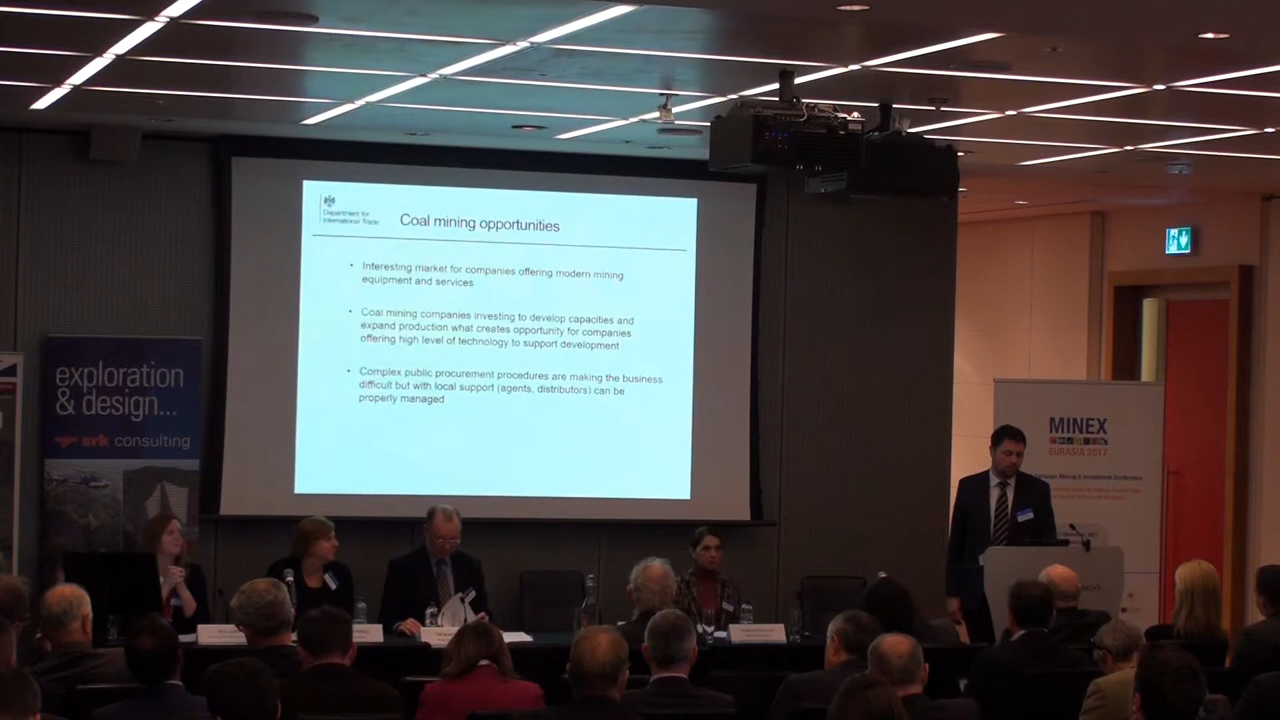 Department for
International Trade
Coal mining opportunities
• Interesting market for companies offering modern mining
equipment and services
• Coal mining companies investing to develop capacities and
expand production what creates opportunity for companies
offering high level of technology to support development
• Complex public procurement procedures are making the business
difficult but with local support (agents, distributors) can be
properly managed
exploration
& design...
srk consulting
MINEX
EURASIA 2017
Mining & Investment Conference